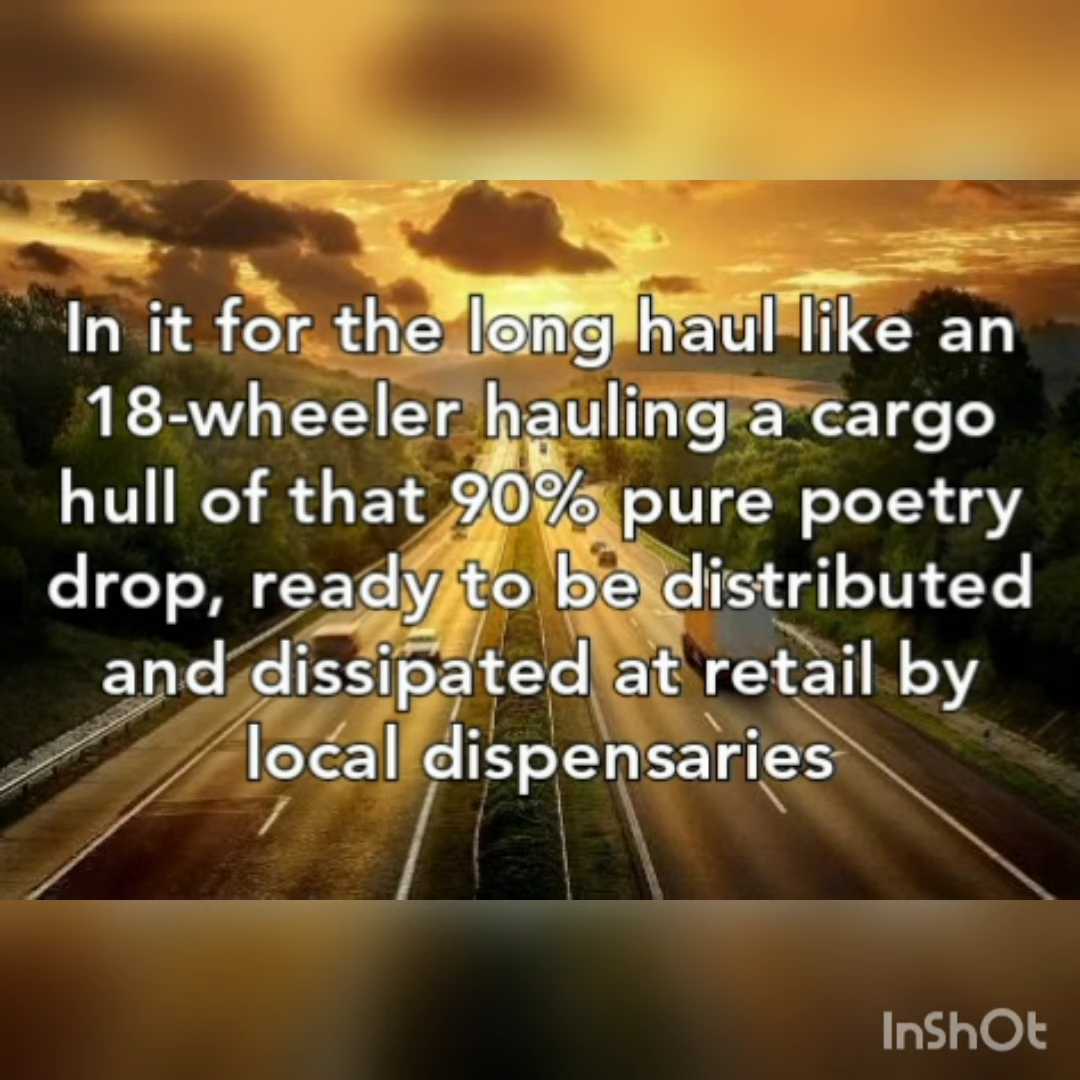 In it for the long haul like an
18-wheeler hauling a cargo
hull of that 90% pure poetry
drop, ready to be distributed
and dissipated at retail by
local dispensaries
InShOt